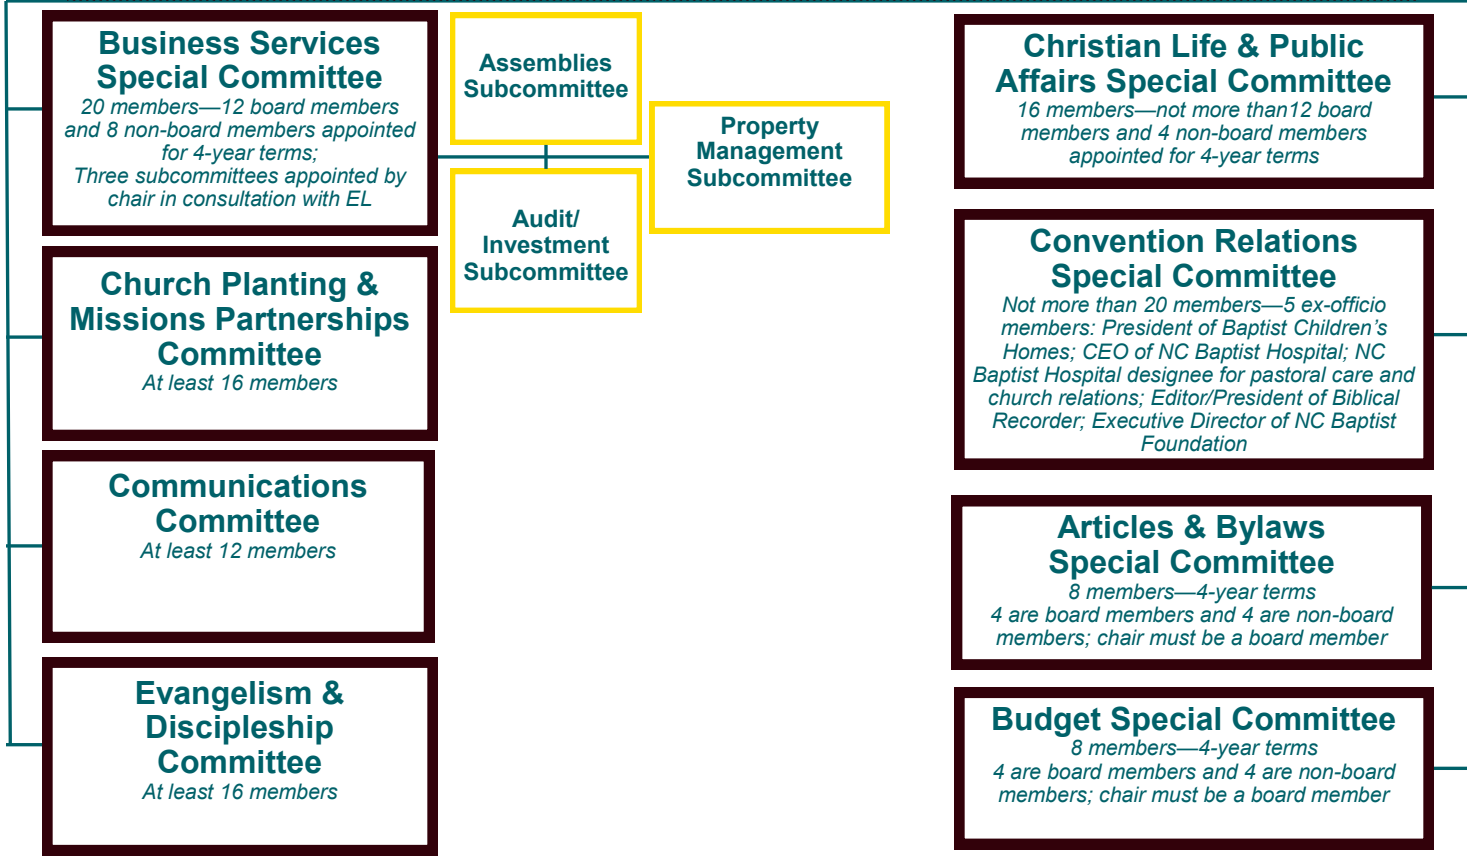 Business Services
Special Committee
20 members—12 board members
and 8 non-board members appointed
for 4-year terms;
Three subcommittees appointed by
chair in consultation with EL
Assemblies
Subcommittee
Property
Management
Subcommittee
Audit/
Investment
Subcommittee
Church Planting &
Missions Partnerships
Committee
At least 16 members
Communications
Committee
At least 12 members
Evangelism &
Discipleship
Committee
At least 16 members
Christian Life & Public
Affairs Special Committee
16 members—not more than12 board
members and 4 non-board members
appointed for 4-year terms
Convention Relations
Special Committee
Not more than 20 members—5 ex-officio
members: President of Baptist Children’s
Homes; CEO of NC Baptist Hospital; NC
Baptist Hospital designee for pastoral care and
church relations; Editor/President of Biblical
Recorder; Executive Director of NC Baptist
Foundation
Articles & Bylaws
Special Committee
8 members—4-year terms
4 are board members and 4 are non-board
members; chair must be a board member
Budget Special Committee
8 members—4-year terms
4 are board members and 4 are non-board
members; chair must be a board member